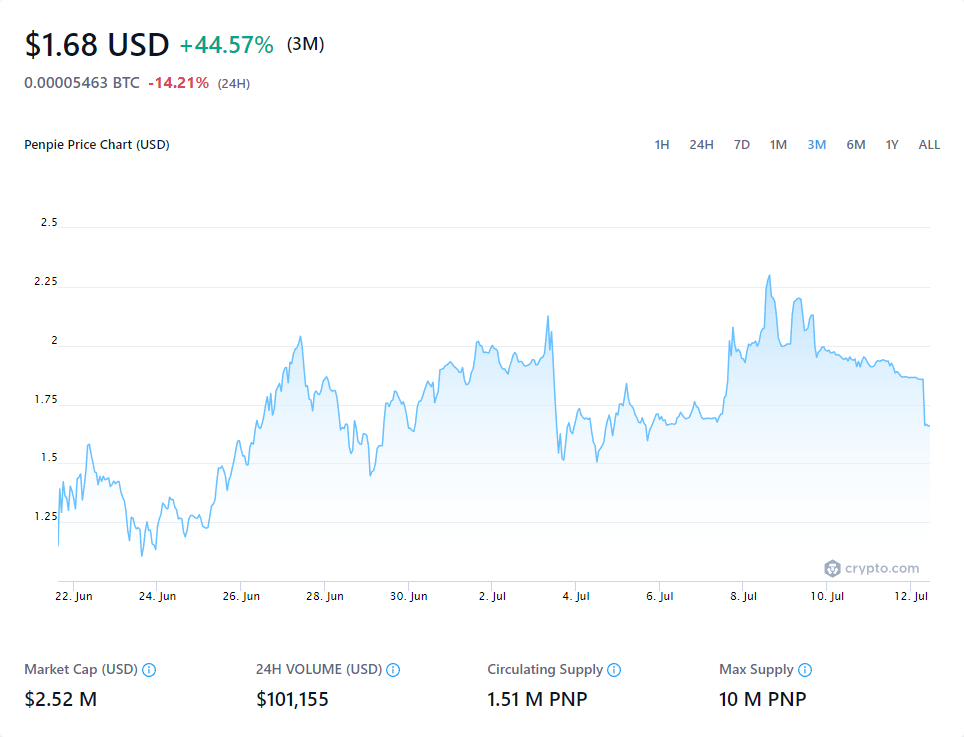 $1.68 USD +44.57% (3M)
0.00005463 BTC -14.21% (24H)
Penpie Price Chart (USD) 1H 24H 7D 1M 3M 6M 1Y ALL
2.5
2.25
2
1.75
1.5
1.25
crypto.com
22. Jun 24. Jun 26. Jun 28. Jun 30. Jun 2. Jul 4. Jul 6. Jul 8. Jul 10. Jul 12. Jul
Market Cap (USD) 24H VOLUME (USD) Circulating Supply Max Supply
$2.52 M $101,155 1.51 M PNP 10 M PNP